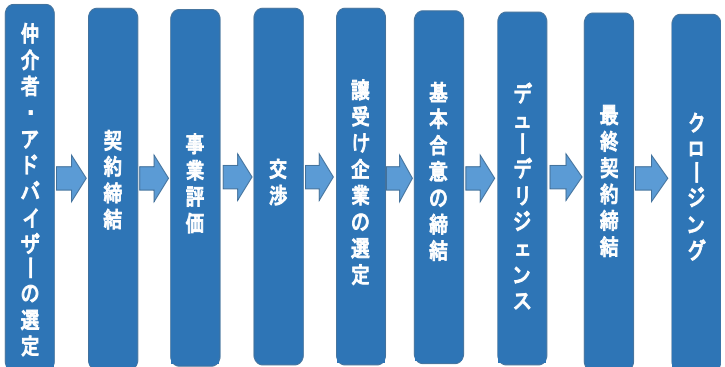 仲介者・アドバイザーの選定
契約締結
事業評価
交渉
譲受け企業の選定
基本合意の締結
デューデリジェンス
最終契約締結
クロージング